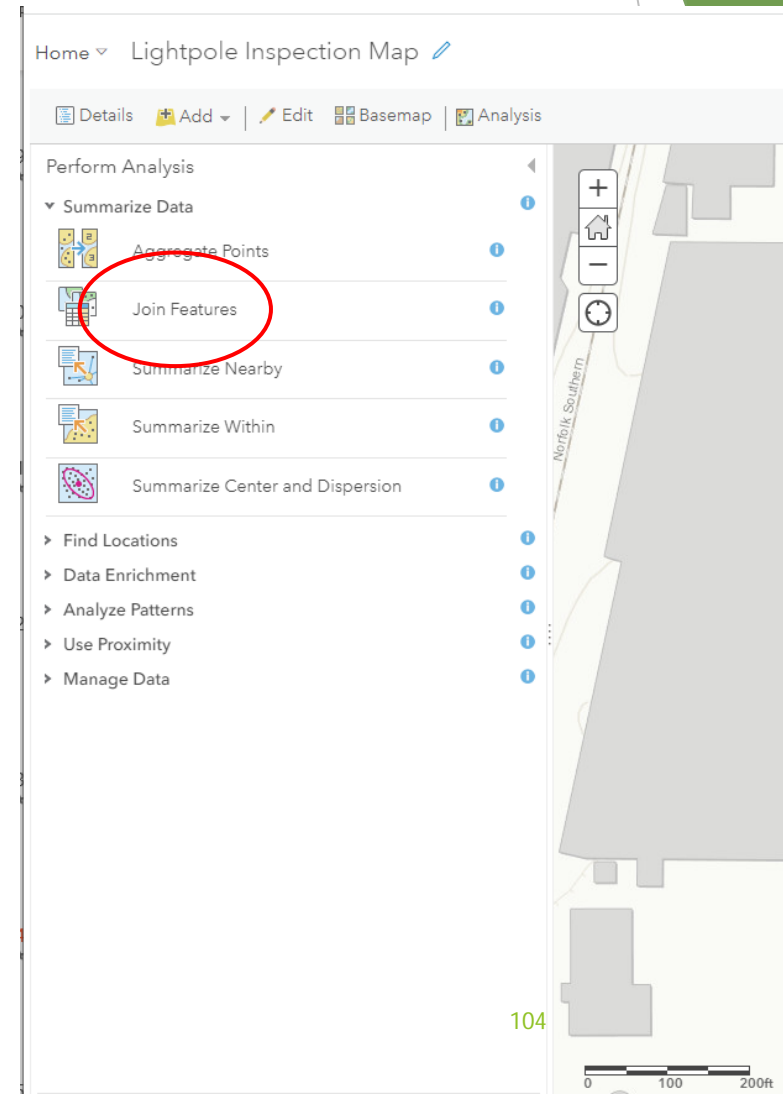 Home Lightpole Inspection Map
Details Add Edit Basemap Analysis
Perform Analysis
Summarize Data
Aggregate Points
Join Features
Summarize Nearby
Summarize Within
Summarize Center and Dispersion
Find Locations
Data Enrichment
Analyze Patterns
Use Proximity
Manage Data
Norfolk Southern
104
0 100 200ft